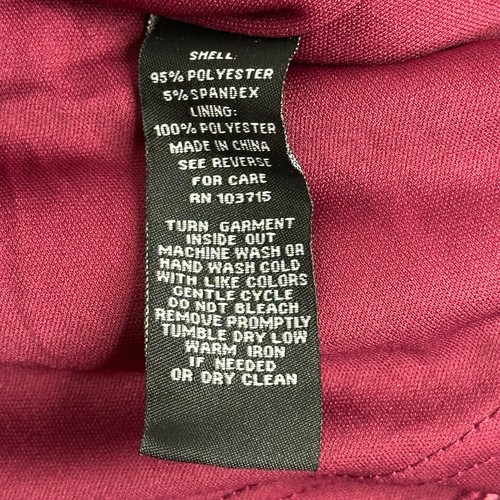 SHELL:
95% POLYESTER
5% SPANDEX
LINING:
100% POLYESTER
MADE IN CHINA
SEE REVERSE
FOR CARE
RN 103715
TURN GARMENT
INSIDE OUT
MACHINE WASH OR
HAND WASH COLD
WITH LIKE COLORS
GENTLE CYCLE
DO NOT BLEACH
REMOVE PROMPTLY
TUMBLE DRY LOW
WARM IRON
IF NEEDED
OR DRY CLEAN